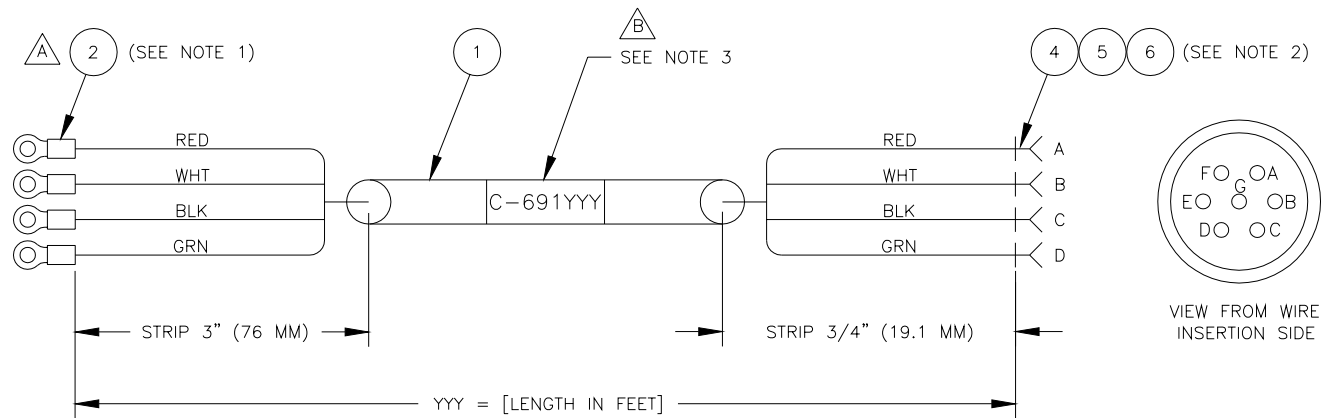 A 2 (SEE NOTE 1)
1
B
SEE NOTE 3
4 5 6 (SEE NOTE 2)
RED
WHT
BLK
GRN
C-691YYY
RED A
WHT B
BLK C
GRN D
F A
G
E B
D C
VIEW FROM WIRE
INSERTION SIDE
STRIP 3" (76 MM)
STRIP 3/4" (19.1 MM)
YYY = [LENGTH IN FEET]